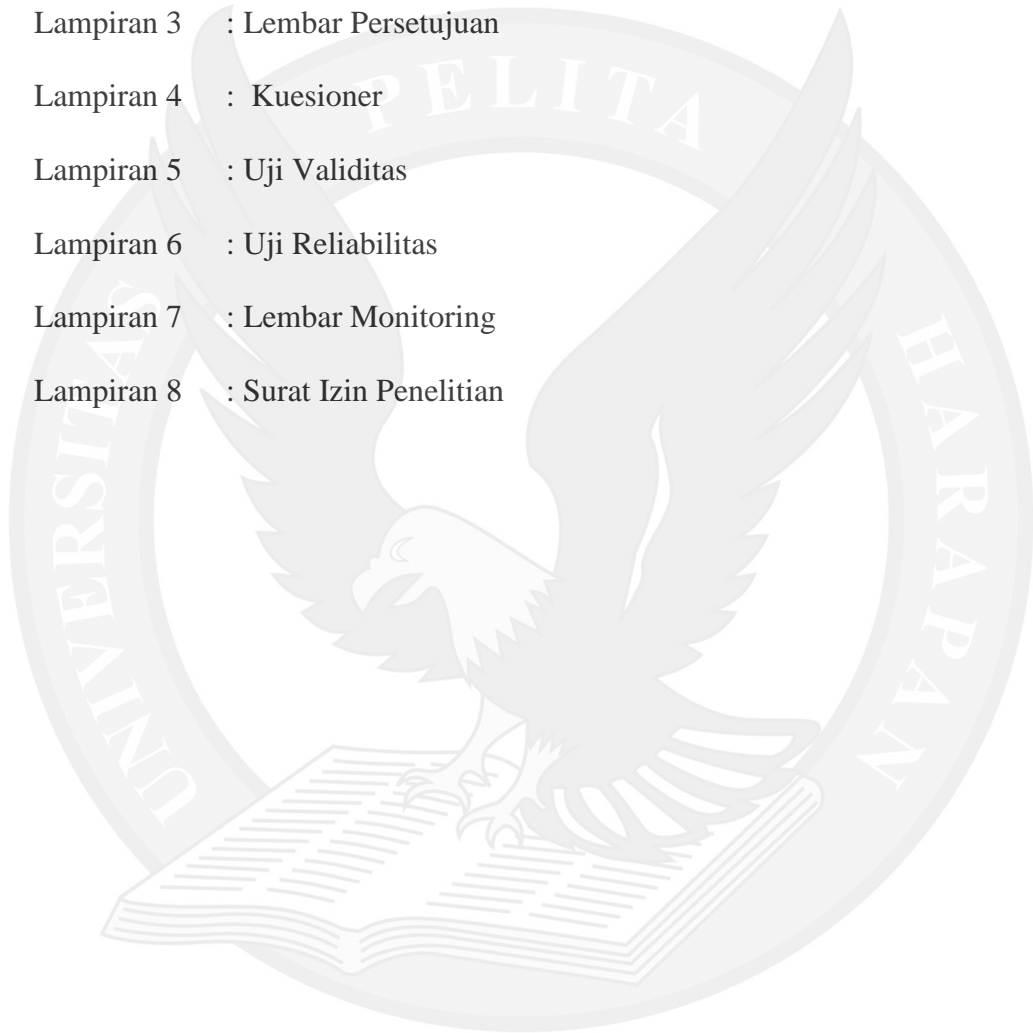 Lampiran 3 : Lembar Persetujuan
Lampiran 4 : Kuesioner
Lampiran 5 : Uji Validitas
Lampiran 6 : Uji Reliabilitas
Lampiran 7 : Lembar Monitoring
Lampiran 8 : Surat Izin Penelitian
UNIVERSITAS PELITA HARAPAN